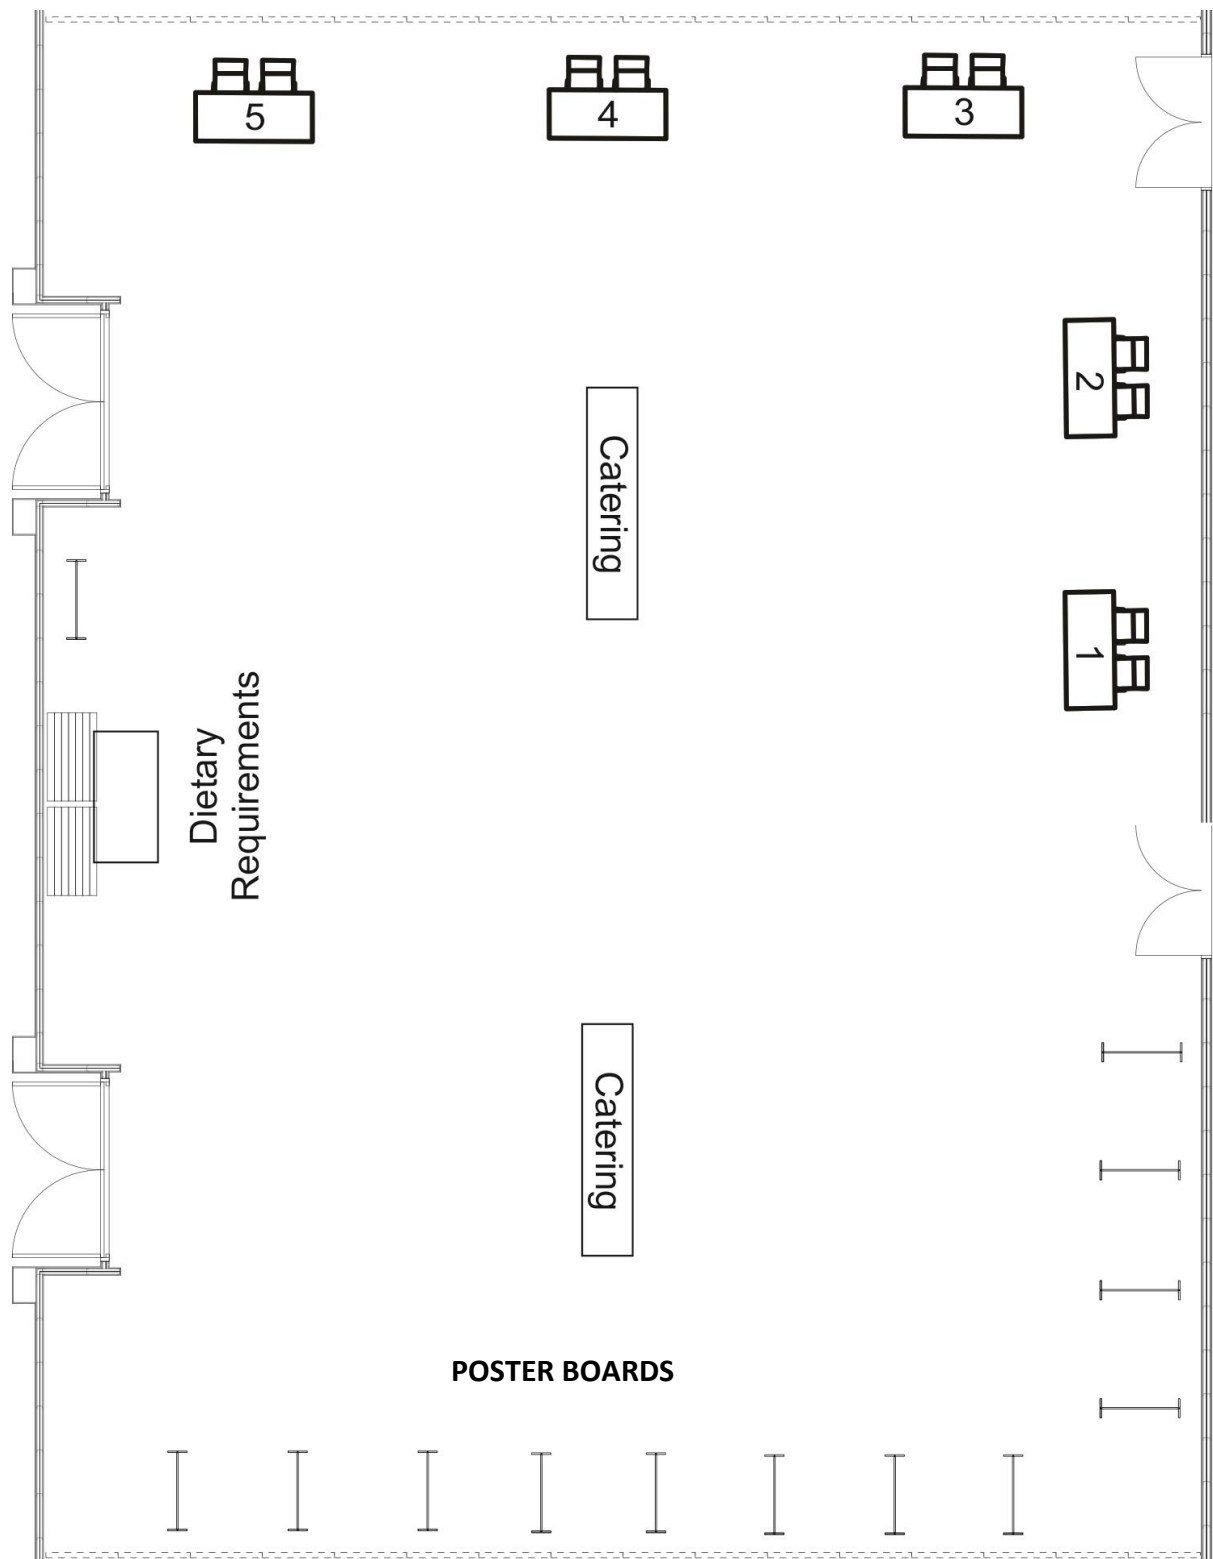 5
4
3
2
Catering
1
Dietary
Requirements
Catering
POSTER BOARDS